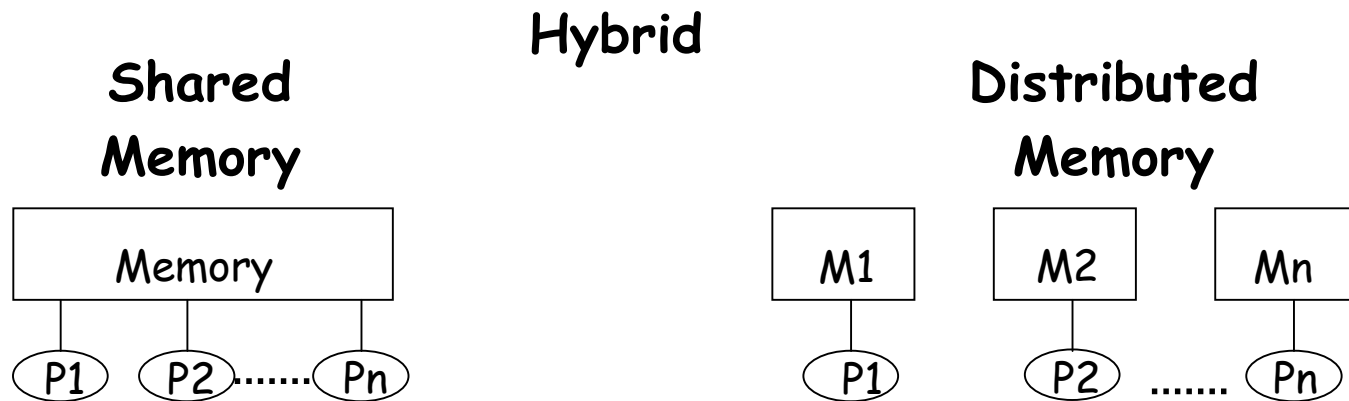 Hybrid
Shared
Memory
Distributed
Memory
Memory
M1 M2 Mn
P1 P2 ....... Pn
P1 P2 ....... Pn